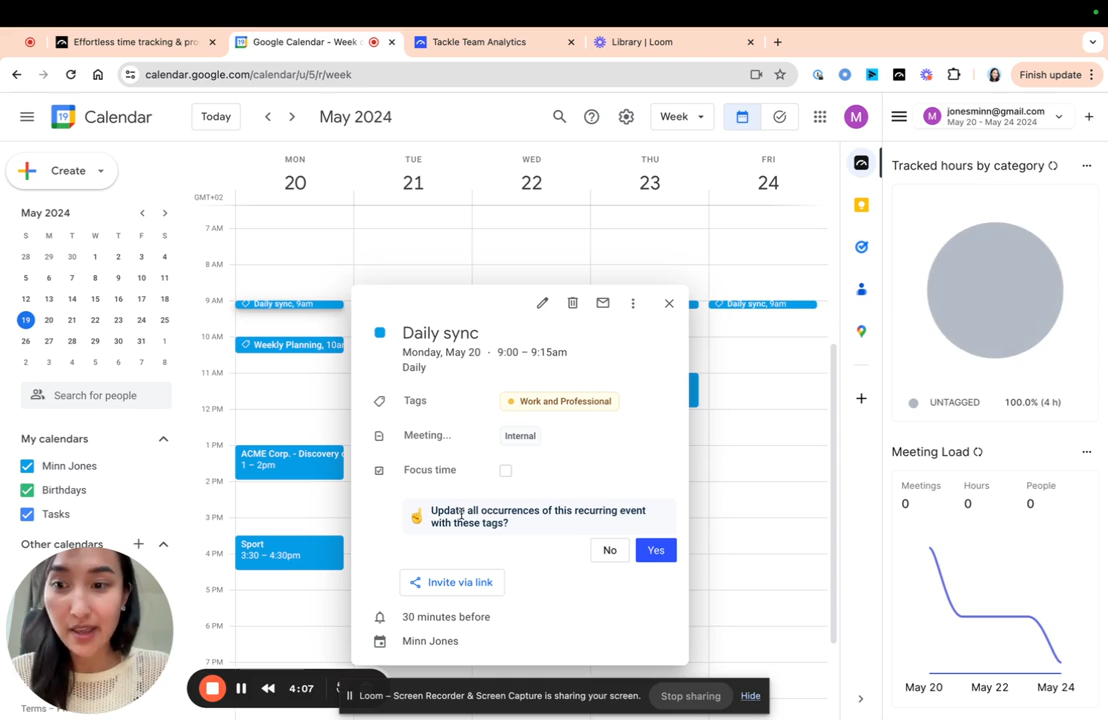 Effortless time tracking & pro
Google Calendar - Week
Tackle Team Analytics
Library | Loom
calendar.google.com/calendar/u/5/r/week
Finish update
19
Calendar
Today
May 2024
Week
M
M
jonesminn@gmail.com
May 20 - May 24 2024
Create
May 2024
S M T W T F S
28 29 30 1 2 3 4
5 6 7 8 9 10 11
12 13 14 15 16 17 18
19 20 21 22 23 24 25
26 27 28 29 30 31 1
2 3 4 5 6 7 8
Search for people
My calendars
Minn Jones
Birthdays
Tasks
Other calendars
Terms –
GMT+02
MON TUE WED THU FRI
20 21 22 23 24
7 AM
8 AM
9 AM
10 AM
11 AM
12 PM
1 PM
2 PM
3 PM
4 PM
5 PM
6 PM
7 PM
Daily sync, 9am
Weekly Planning, 10a
ACME Corp. - Discovery
1 – 2pm
Sport
3:30 – 4:30pm
Daily sync, 9am
Daily sync
Monday, May 20 · 9:00 – 9:15am
Daily
Tags
Work and Professional
Meeting...
Internal
Focus time
Update all occurrences of this recurring event
with these tags?
No
Yes
Invite via link
30 minutes before
Minn Jones
Tracked hours by category
UNTAGGED 100.0% (4 h)
Meeting Load
Meetings Hours People
0 0 0
May 20 May 22 May 24
4:07
Loom – Screen Recorder & Screen Capture is sharing your screen.
Stop sharing
Hide